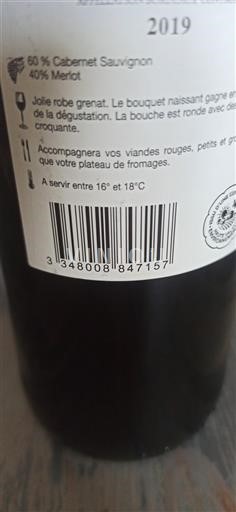 2019
60 % Cabernet Sauvignon
40% Merlot
Jolie robe grenat. Le bouquet naissant gagne en
de la dégustation. La bouche est ronde avec des
croquante.
Accompagnera vos viandes rouges, petits et gro
que votre plateau de fromages.
A servir entre 16° et 18°C
3 348008 847157